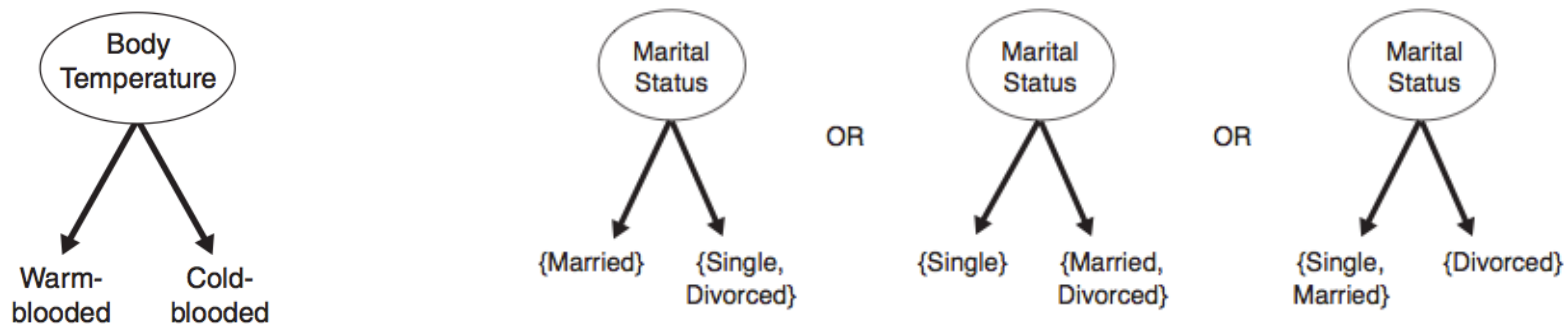 Body
Temperature
Warm-
blooded
Cold-
blooded
Marital
Status
{Married}
{Single,
Divorced}
OR
Marital
Status
{Single}
{Married,
Divorced}
OR
Marital
Status
{Single,
Married}
{Divorced}